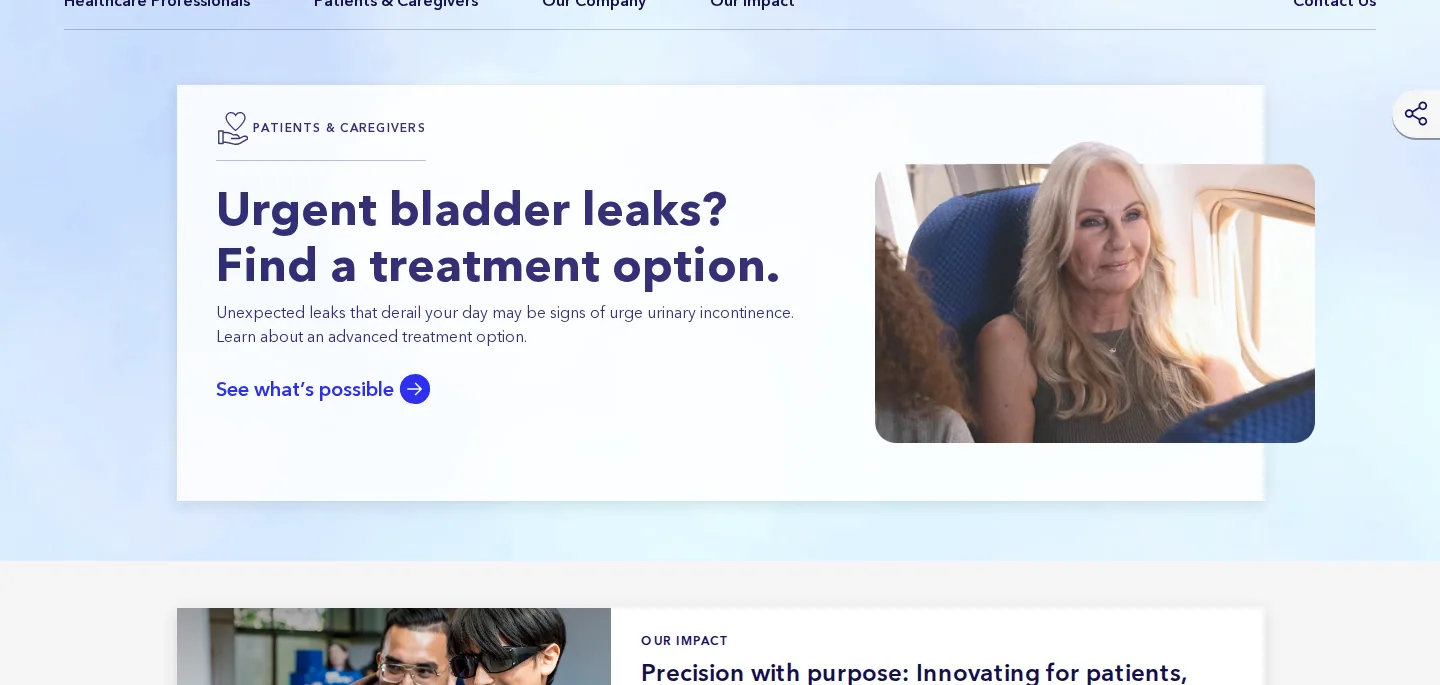 Healthcare Professionals
Patients & Caregivers
Our Company
Our Impact
Contact Us
PATIENTS & CAREGIVERS
Urgent bladder leaks?
Find a treatment option.
Unexpected leaks that derail your day may be signs of urge urinary incontinence.
Learn about an advanced treatment option.
See what’s possible
OUR IMPACT
Precision with purpose: Innovating for patients,